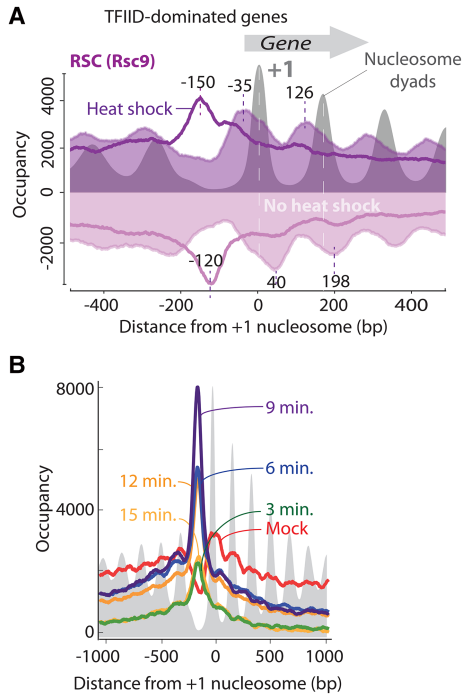 A
TFIID-dominated genes
Gene
RSC (Rsc9)
+1
Nucleosome
dyads
-150
-35
126
Heat shock
4000
2000
0
-2000
Occupancy
No heat shock
-120
40
198
-400
-200
0
200
400
Distance from +1 nucleosome (bp)
B
8000
4000
0
Occupancy
9 min.
6 min.
12 min.
3 min.
15 min.
Mock
-1000
-500
0
500
1000
Distance from +1 nucleosome (bp)